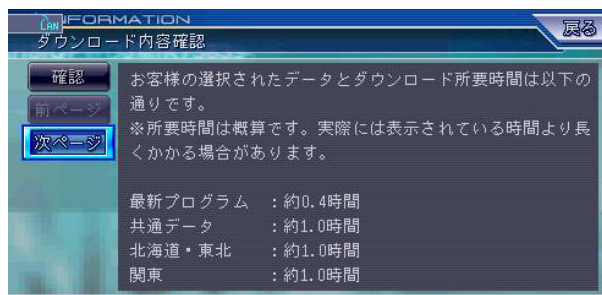 LAN INFORMATION
戻る
ダウンロード内容確認
確認
前ページ
次ページ
お客様の選択されたデータとダウンロード所要時間は以下の
通りです。
※所要時間は概算です。実際には表示されている時間より長
くかかる場合があります。
最新プログラム ：約0.4時間
共通データ ：約1.0時間
北海道・東北 ：約1.0時間
関東 ：約1.0時間